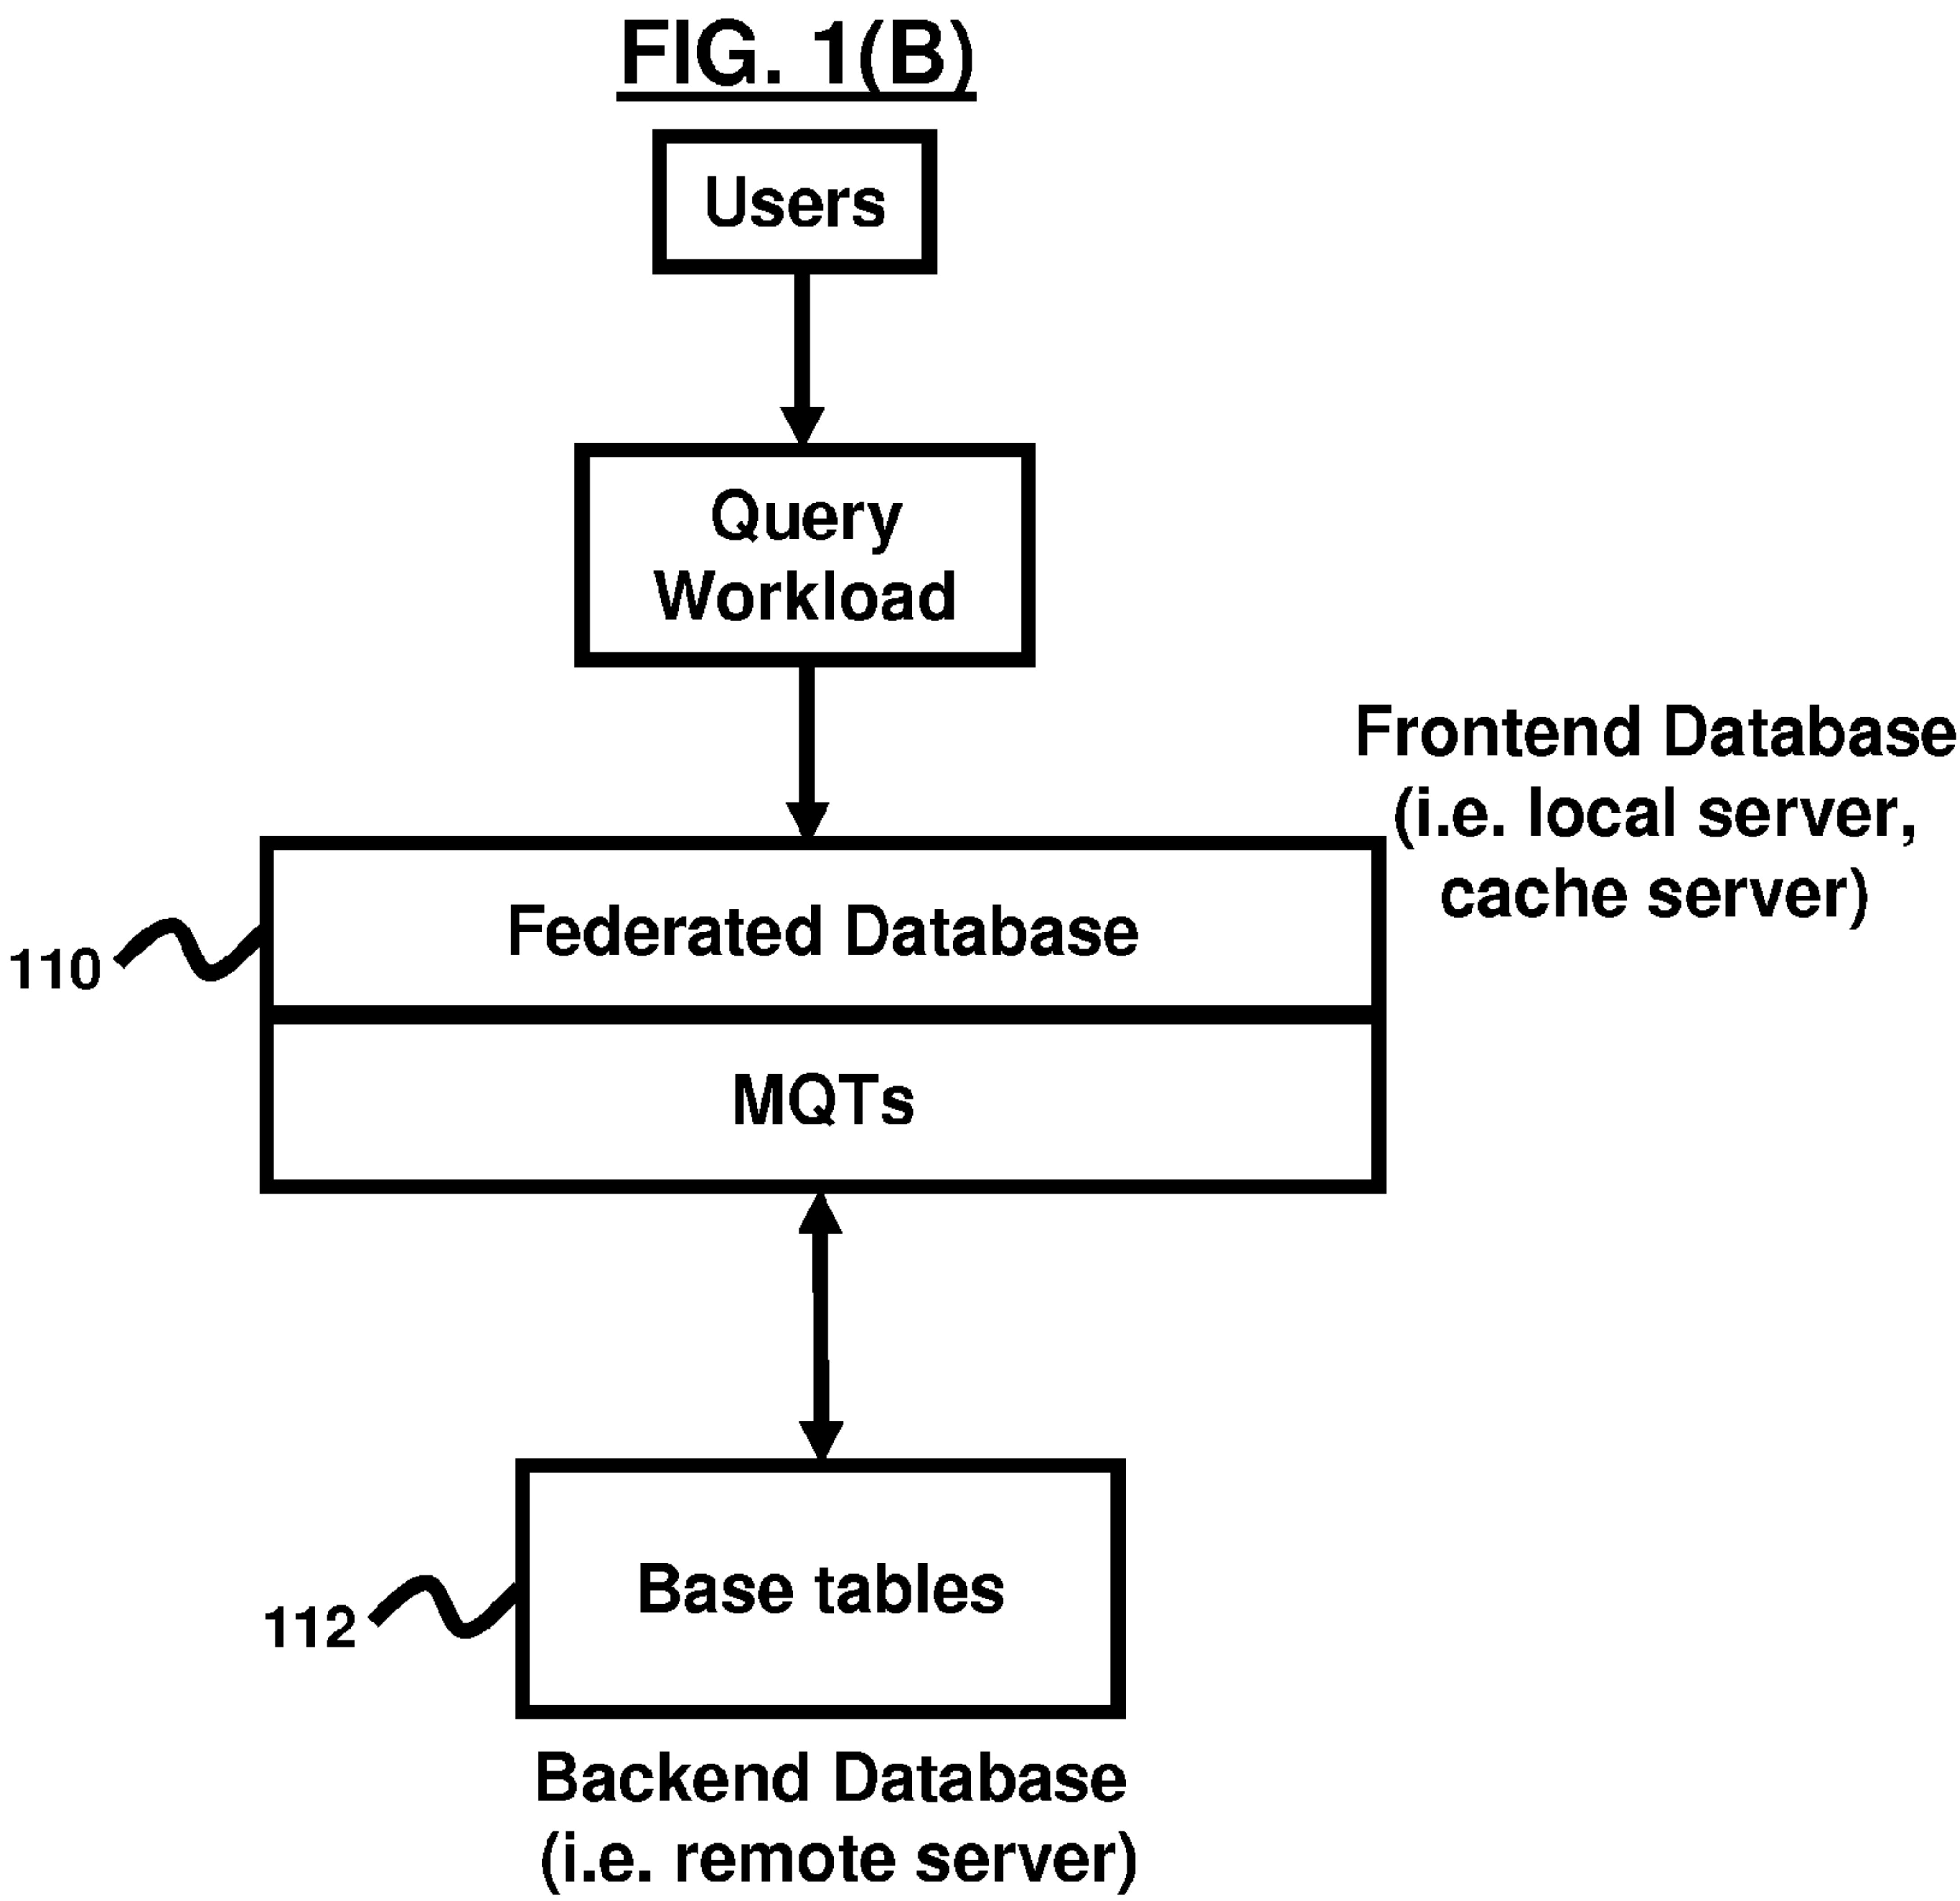 FIG. 1(B)
Users
Query
Workload
Frontend Database
(i.e. local server,
cache server)
Federated Database
110
MQTs
Base tables
112
Backend Database
(i.e. remote server)